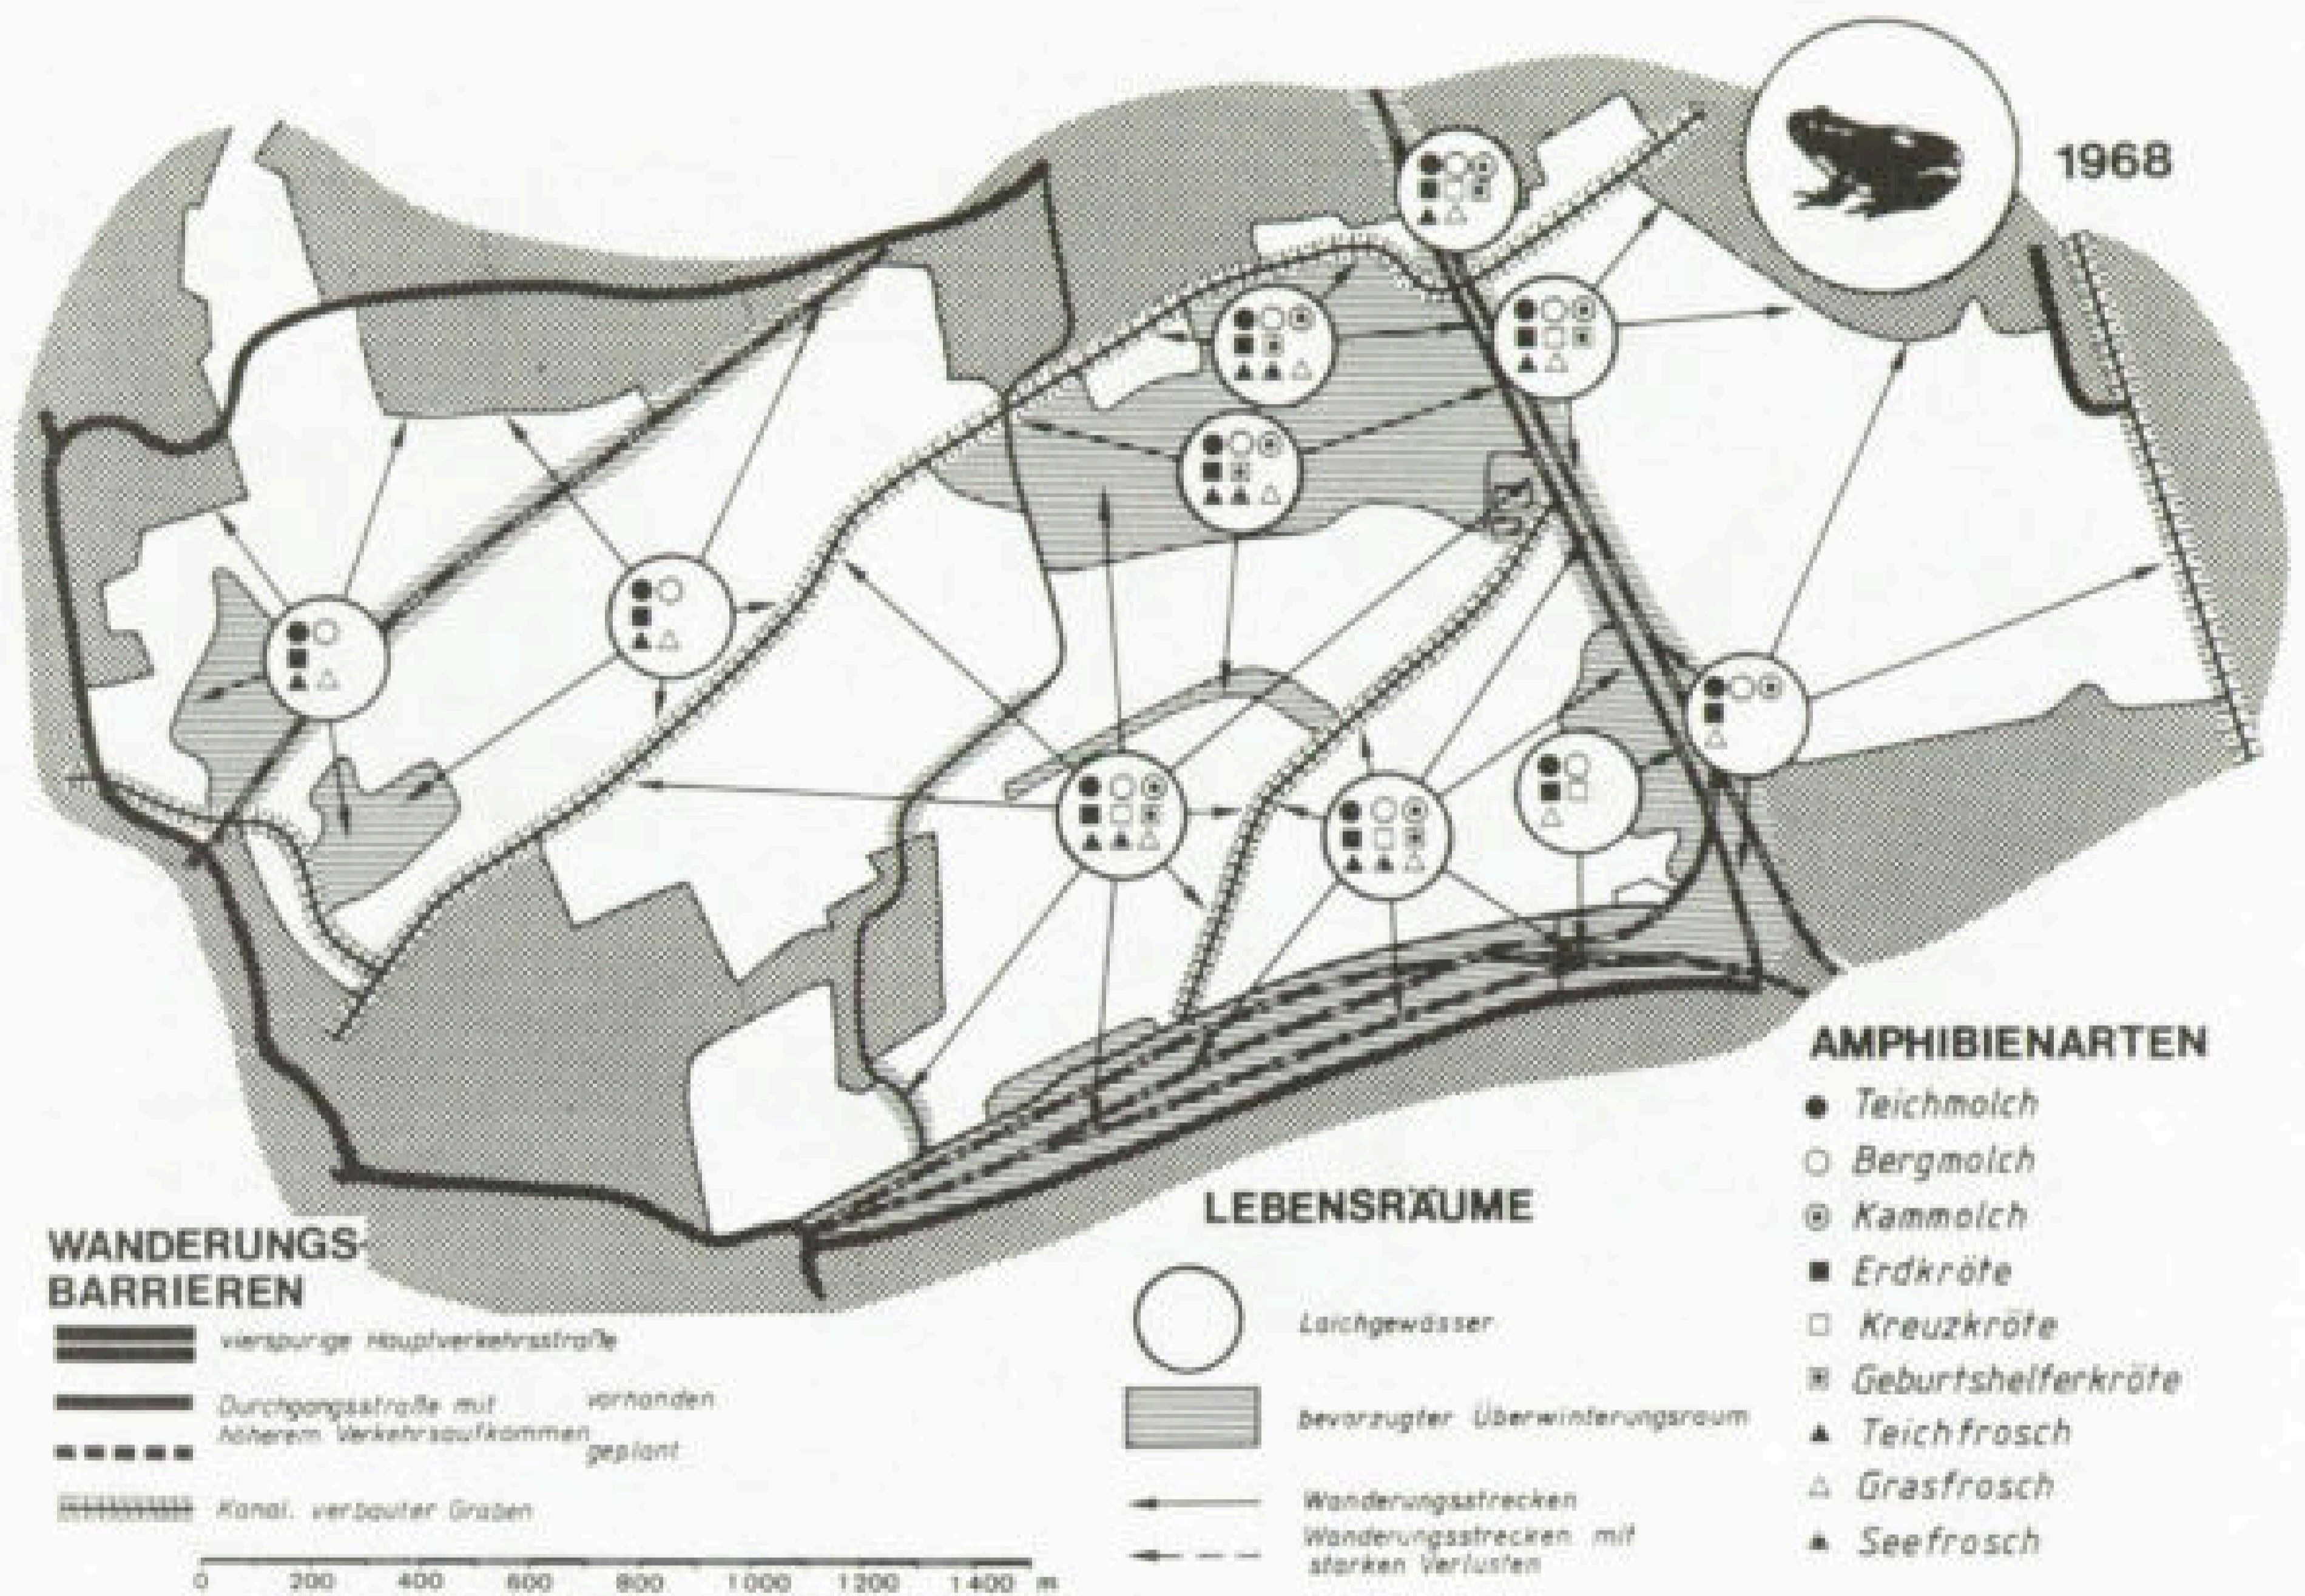 1968
AMPHIBIENARTEN
Teichmolch
Bergmolch
Kammolch
Erdkröte
Kreuzkröte
Geburtshelferkröte
Teichfrosch
Grasfrosch
Seefrosch
LEBENSRÄUME
Laichgewässer
bevorzugter Überwinterungsraum
Wanderungsstrecken
Wanderungsstrecken mit
starken Verlusten
WANDERUNGS-
BARRIEREN
vierspurige Hauptverkehrsstraße
Durchgangsstraße mit vorhanden
höherem Verkehrsaufkommen geplant
Kanal. verbauter Graben
0 200 400 600 800 1000 1200 1400 m